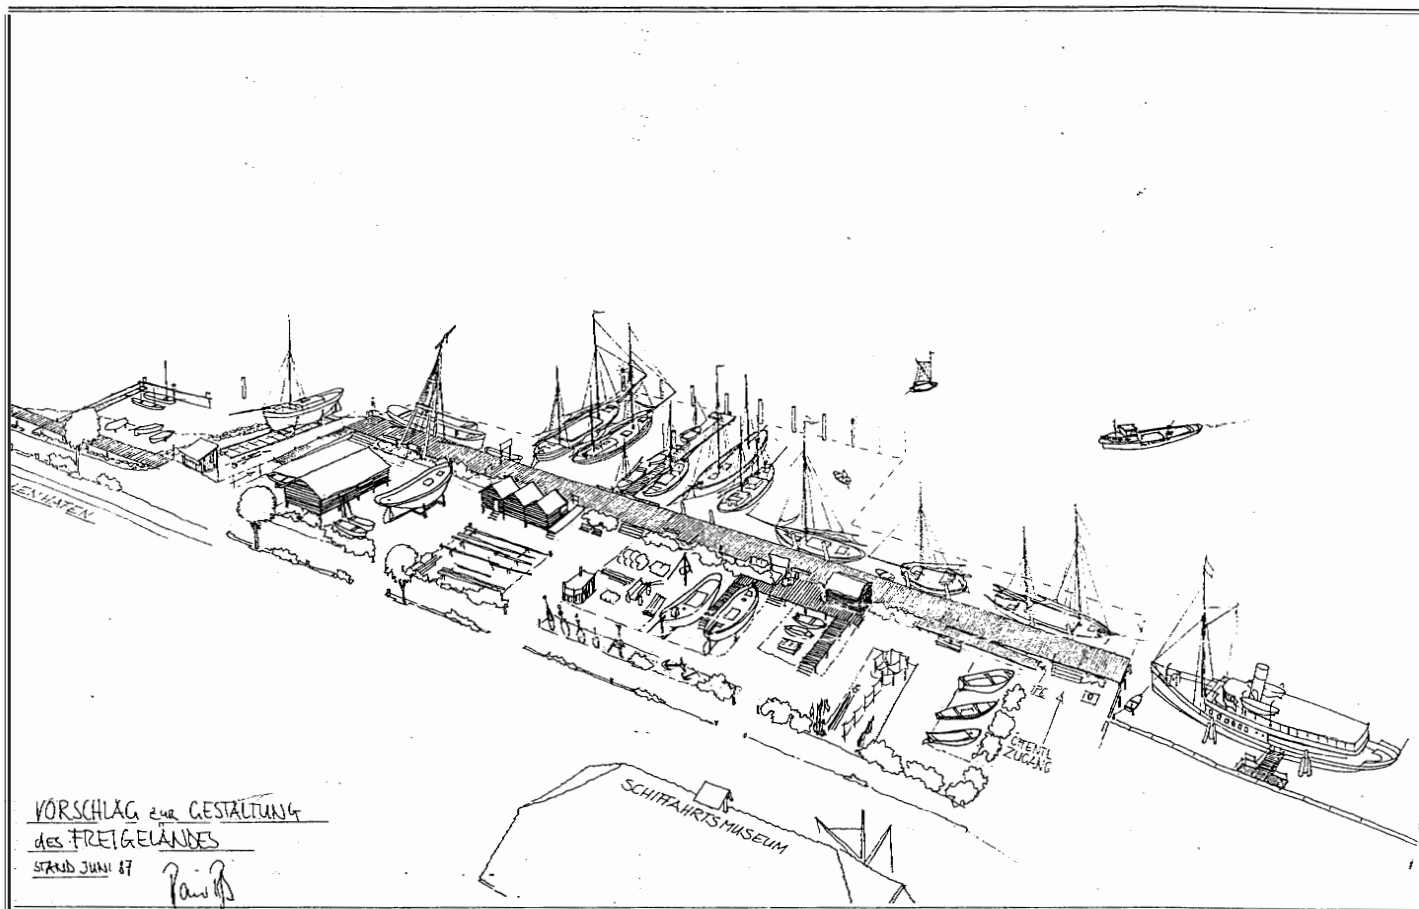 LENHAFEN
ÖFFENTL.
ZUGANG
SCHIFFAHRTSMUSEUM
VORSCHLAG zur GESTALTUNG
des FREIGELÄNDES
STAND JUNI 87